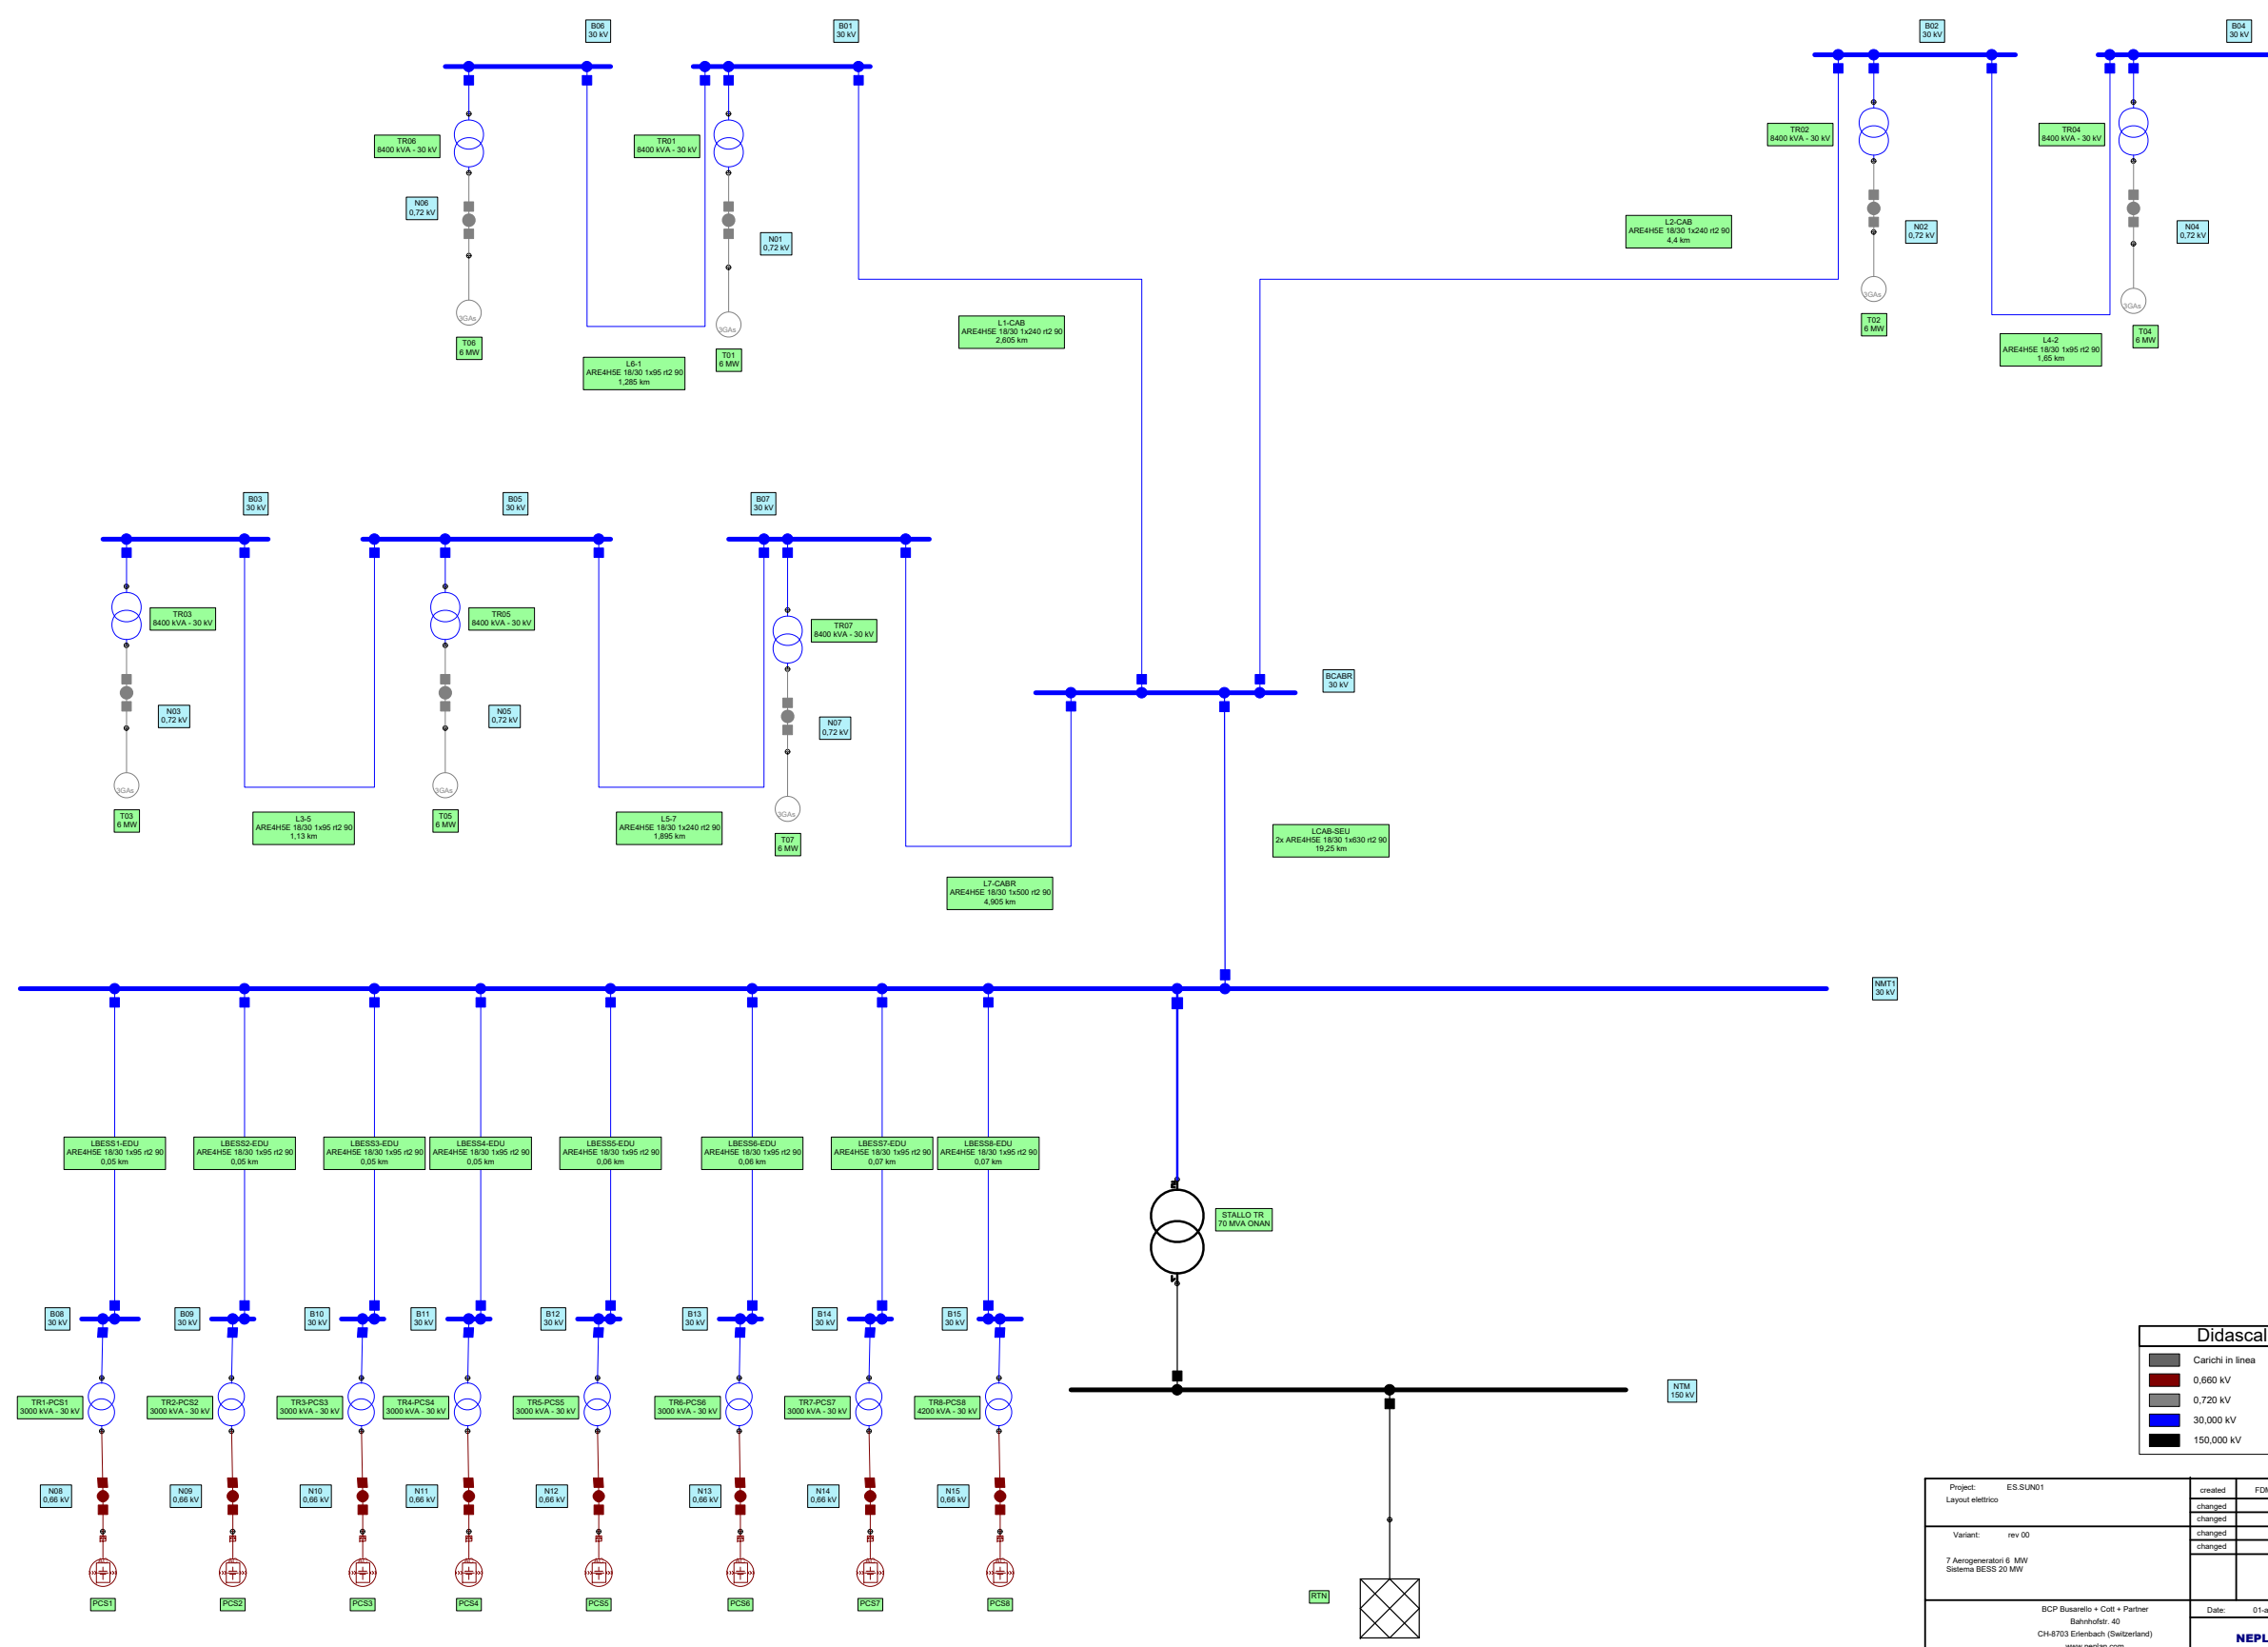 B06
30 kV
B01
30 kV
B02
30 kV
B04
30 kV
TR06
8400 kVA - 30 kV
TR01
8400 kVA - 30 kV
TR02
8400 kVA - 30 kV
TR04
8400 kVA - 30 kV
N06
0,72 kV
N01
0,72 kV
L2-CAB
ARE4H5E 18/30 1x240 rt2 90
4,4 km
N02
0,72 kV
N04
0,72 kV
3GAs
3GAs
3GAs
3GAs
T06
6 MW
T01
6 MW
T02
6 MW
T04
6 MW
L1-CAB
ARE4H5E 18/30 1x240 rt2 90
2,605 km
L6-1
ARE4H5E 18/30 1x95 rt2 90
1,285 km
L4-2
ARE4H5E 18/30 1x95 rt2 90
1,65 km
B03
30 kV
B05
30 kV
B07
30 kV
TR03
8400 kVA - 30 kV
TR05
8400 kVA - 30 kV
TR07
8400 kVA - 30 kV
BCABR
30 kV
N03
0,72 kV
N05
0,72 kV
N07
0,72 kV
3GAs
3GAs
3GAs
T03
6 MW
T05
6 MW
T07
6 MW
L3-5
ARE4H5E 18/30 1x95 rt2 90
1,13 km
L5-7
ARE4H5E 18/30 1x240 rt2 90
1,895 km
LCAB-SEU
2x ARE4H5E 18/30 1x630 rt2 90
19,25 km
L7-CABR
ARE4H5E 18/30 1x500 rt2 90
4,905 km
NMT1
30 kV
LBESS1-EDU
ARE4H5E 18/30 1x95 rt2 90
0,05 km
LBESS2-EDU
ARE4H5E 18/30 1x95 rt2 90
0,05 km
LBESS3-EDU
ARE4H5E 18/30 1x95 rt2 90
0,05 km
LBESS4-EDU
ARE4H5E 18/30 1x95 rt2 90
0,05 km
LBESS5-EDU
ARE4H5E 18/30 1x95 rt2 90
0,06 km
LBESS6-EDU
ARE4H5E 18/30 1x95 rt2 90
0,06 km
LBESS7-EDU
ARE4H5E 18/30 1x95 rt2 90
0,07 km
LBESS8-EDU
ARE4H5E 18/30 1x95 rt2 90
0,07 km
STALLO TR
70 MVA ONAN
B08
30 kV
B09
30 kV
B10
30 kV
B11
30 kV
B12
30 kV
B13
30 kV
B14
30 kV
B15
30 kV
TR1-PCS1
3000 kVA - 30 kV
TR2-PCS2
3000 kVA - 30 kV
TR3-PCS3
3000 kVA - 30 kV
TR4-PCS4
3000 kVA - 30 kV
TR5-PCS5
3000 kVA - 30 kV
TR6-PCS6
3000 kVA - 30 kV
TR7-PCS7
3000 kVA - 30 kV
TR8-PCS8
4200 kVA - 30 kV
NTM
150 kV
N08
0,66 kV
N09
0,66 kV
N10
0,66 kV
N11
0,66 kV
N12
0,66 kV
N13
0,66 kV
N14
0,66 kV
N15
0,66 kV
PCS1
PCS2
PCS3
PCS4
PCS5
PCS6
PCS7
PCS8
RTN
Didascal
Carichi in linea
0,660 kV
0,720 kV
30,000 kV
150,000 kV
Project: ES.SUN01
Layout elettrico
created FDM
changed
changed
changed
changed
Variant: rev 00
7 Aerogeneratori 6 MW
Sistema BESS 20 MW
BCP Busarello + Cott + Partner
Bahnhofstr. 40
CH-8703 Erlenbach (Switzerland)
www.neplan.com
Date: 01-a
NEPL